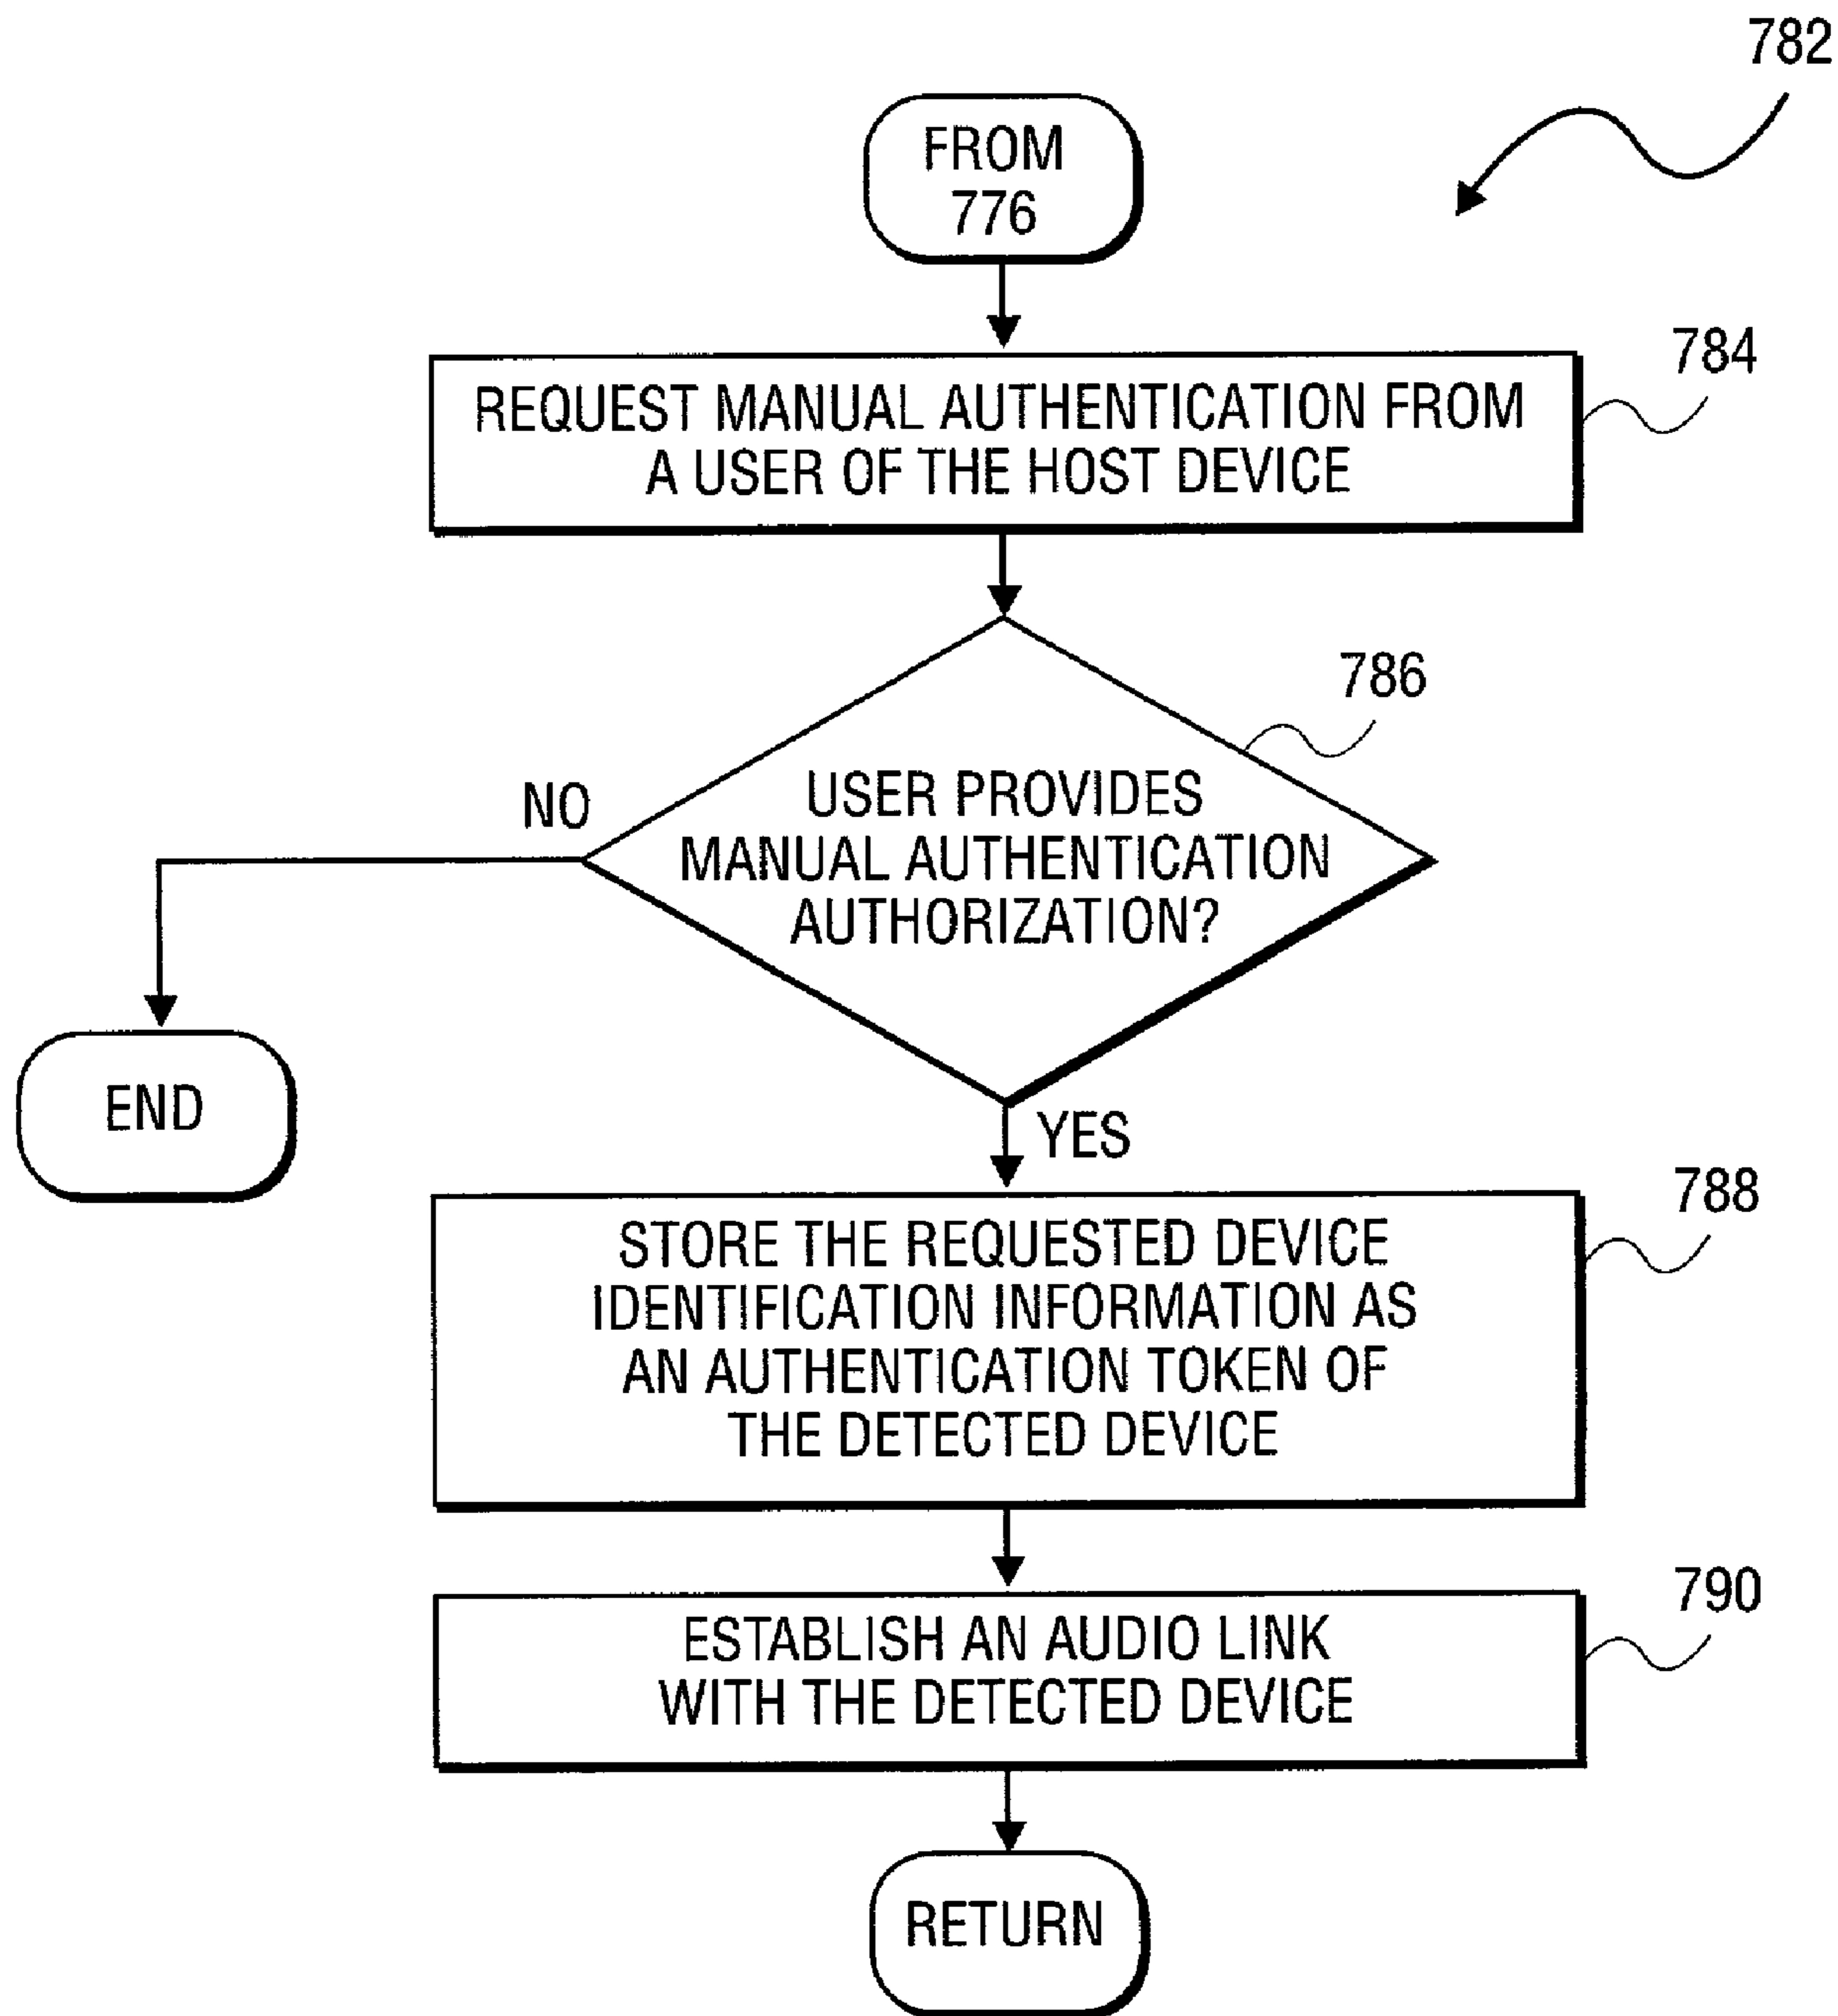 782
FROM
776
784
REQUEST MANUAL AUTHENTICATION FROM
A USER OF THE HOST DEVICE
786
USER PROVIDES
MANUAL AUTHENTICATION
AUTHORIZATION?
NO
END
YES
788
STORE THE REQUESTED DEVICE
IDENTIFICATION INFORMATION AS
AN AUTHENTICATION TOKEN OF
THE DETECTED DEVICE
790
ESTABLISH AN AUDIO LINK
WITH THE DETECTED DEVICE
RETURN